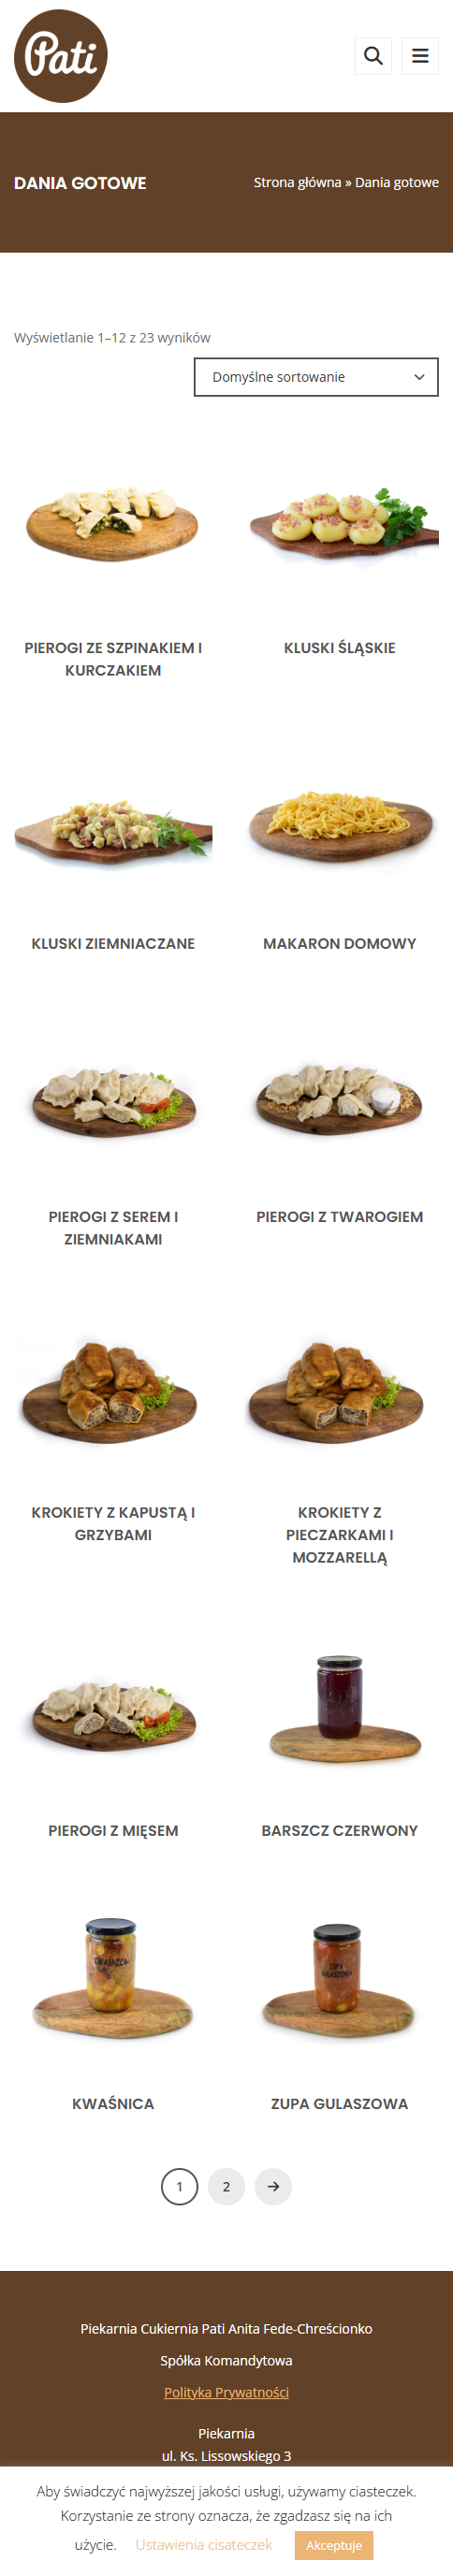 Pati
DANIA GOTOWE
Strona główna » Dania gotowe
Wyświetlanie 1–12 z 23 wyników
Domyślne sortowanie
PIEROGI ZE SZPINAKIEM I
KURCZAKIEM
KLUSKI ŚLĄSKIE
KLUSKI ZIEMNIACZANE
MAKARON DOMOWY
PIEROGI Z SEREM I
ZIEMNIAKAMI
PIEROGI Z TWAROGIEM
KROKIETY Z KAPUSTĄ I
GRZYBAMI
KROKIETY Z
PIECZARKAMI I
MOZZARELLĄ
PIEROGI Z MIĘSEM
BARSZCZ CZERWONY
KWAŚNICA
KWAŚNICA
ZUPA
GULASZOWA
ZUPA GULASZOWA
1 2
Piekarnia Cukiernia Pati Anita Fede-Chreścionko
Spółka Komandytowa
Polityka Prywatności
Piekarnia
ul. Ks. Lissowskiego 3
Aby świadczyć najwyższej jakości usługi, używamy ciasteczek.
Korzystanie ze strony oznacza, że zgadzasz się na ich
użycie. Ustawienia cisateczek Akceptuje